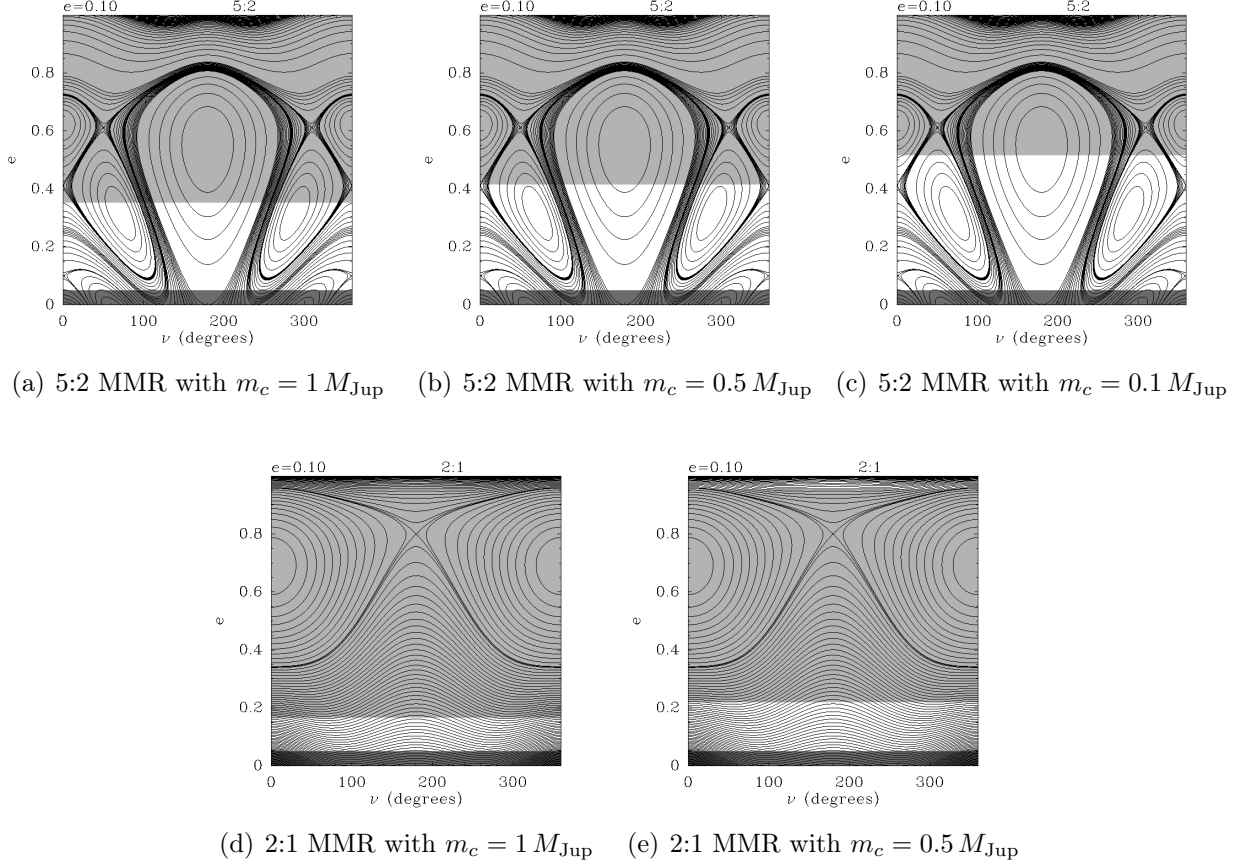 e=0.10 5:2
e=0.10 5:2
e=0.10 5:2
0.8
0.6
0.4
0.2
0
e
0 100 200 300
ν (degrees)
0.8
0.6
0.4
0.2
0
e
0 100 200 300
ν (degrees)
0.8
0.6
0.4
0.2
0
e
0 100 200 300
ν (degrees)
(a) 5:2 MMR with m_c = 1 M_Jup
(b) 5:2 MMR with m_c = 0.5 M_Jup
(c) 5:2 MMR with m_c = 0.1 M_Jup
e=0.10 2:1
e=0.10 2:1
0.8
0.6
0.4
0.2
0
e
0 100 200 300
ν (degrees)
0.8
0.6
0.4
0.2
0
e
0 100 200 300
ν (degrees)
(d) 2:1 MMR with m_c = 1 M_Jup
(e) 2:1 MMR with m_c = 0.5 M_Jup